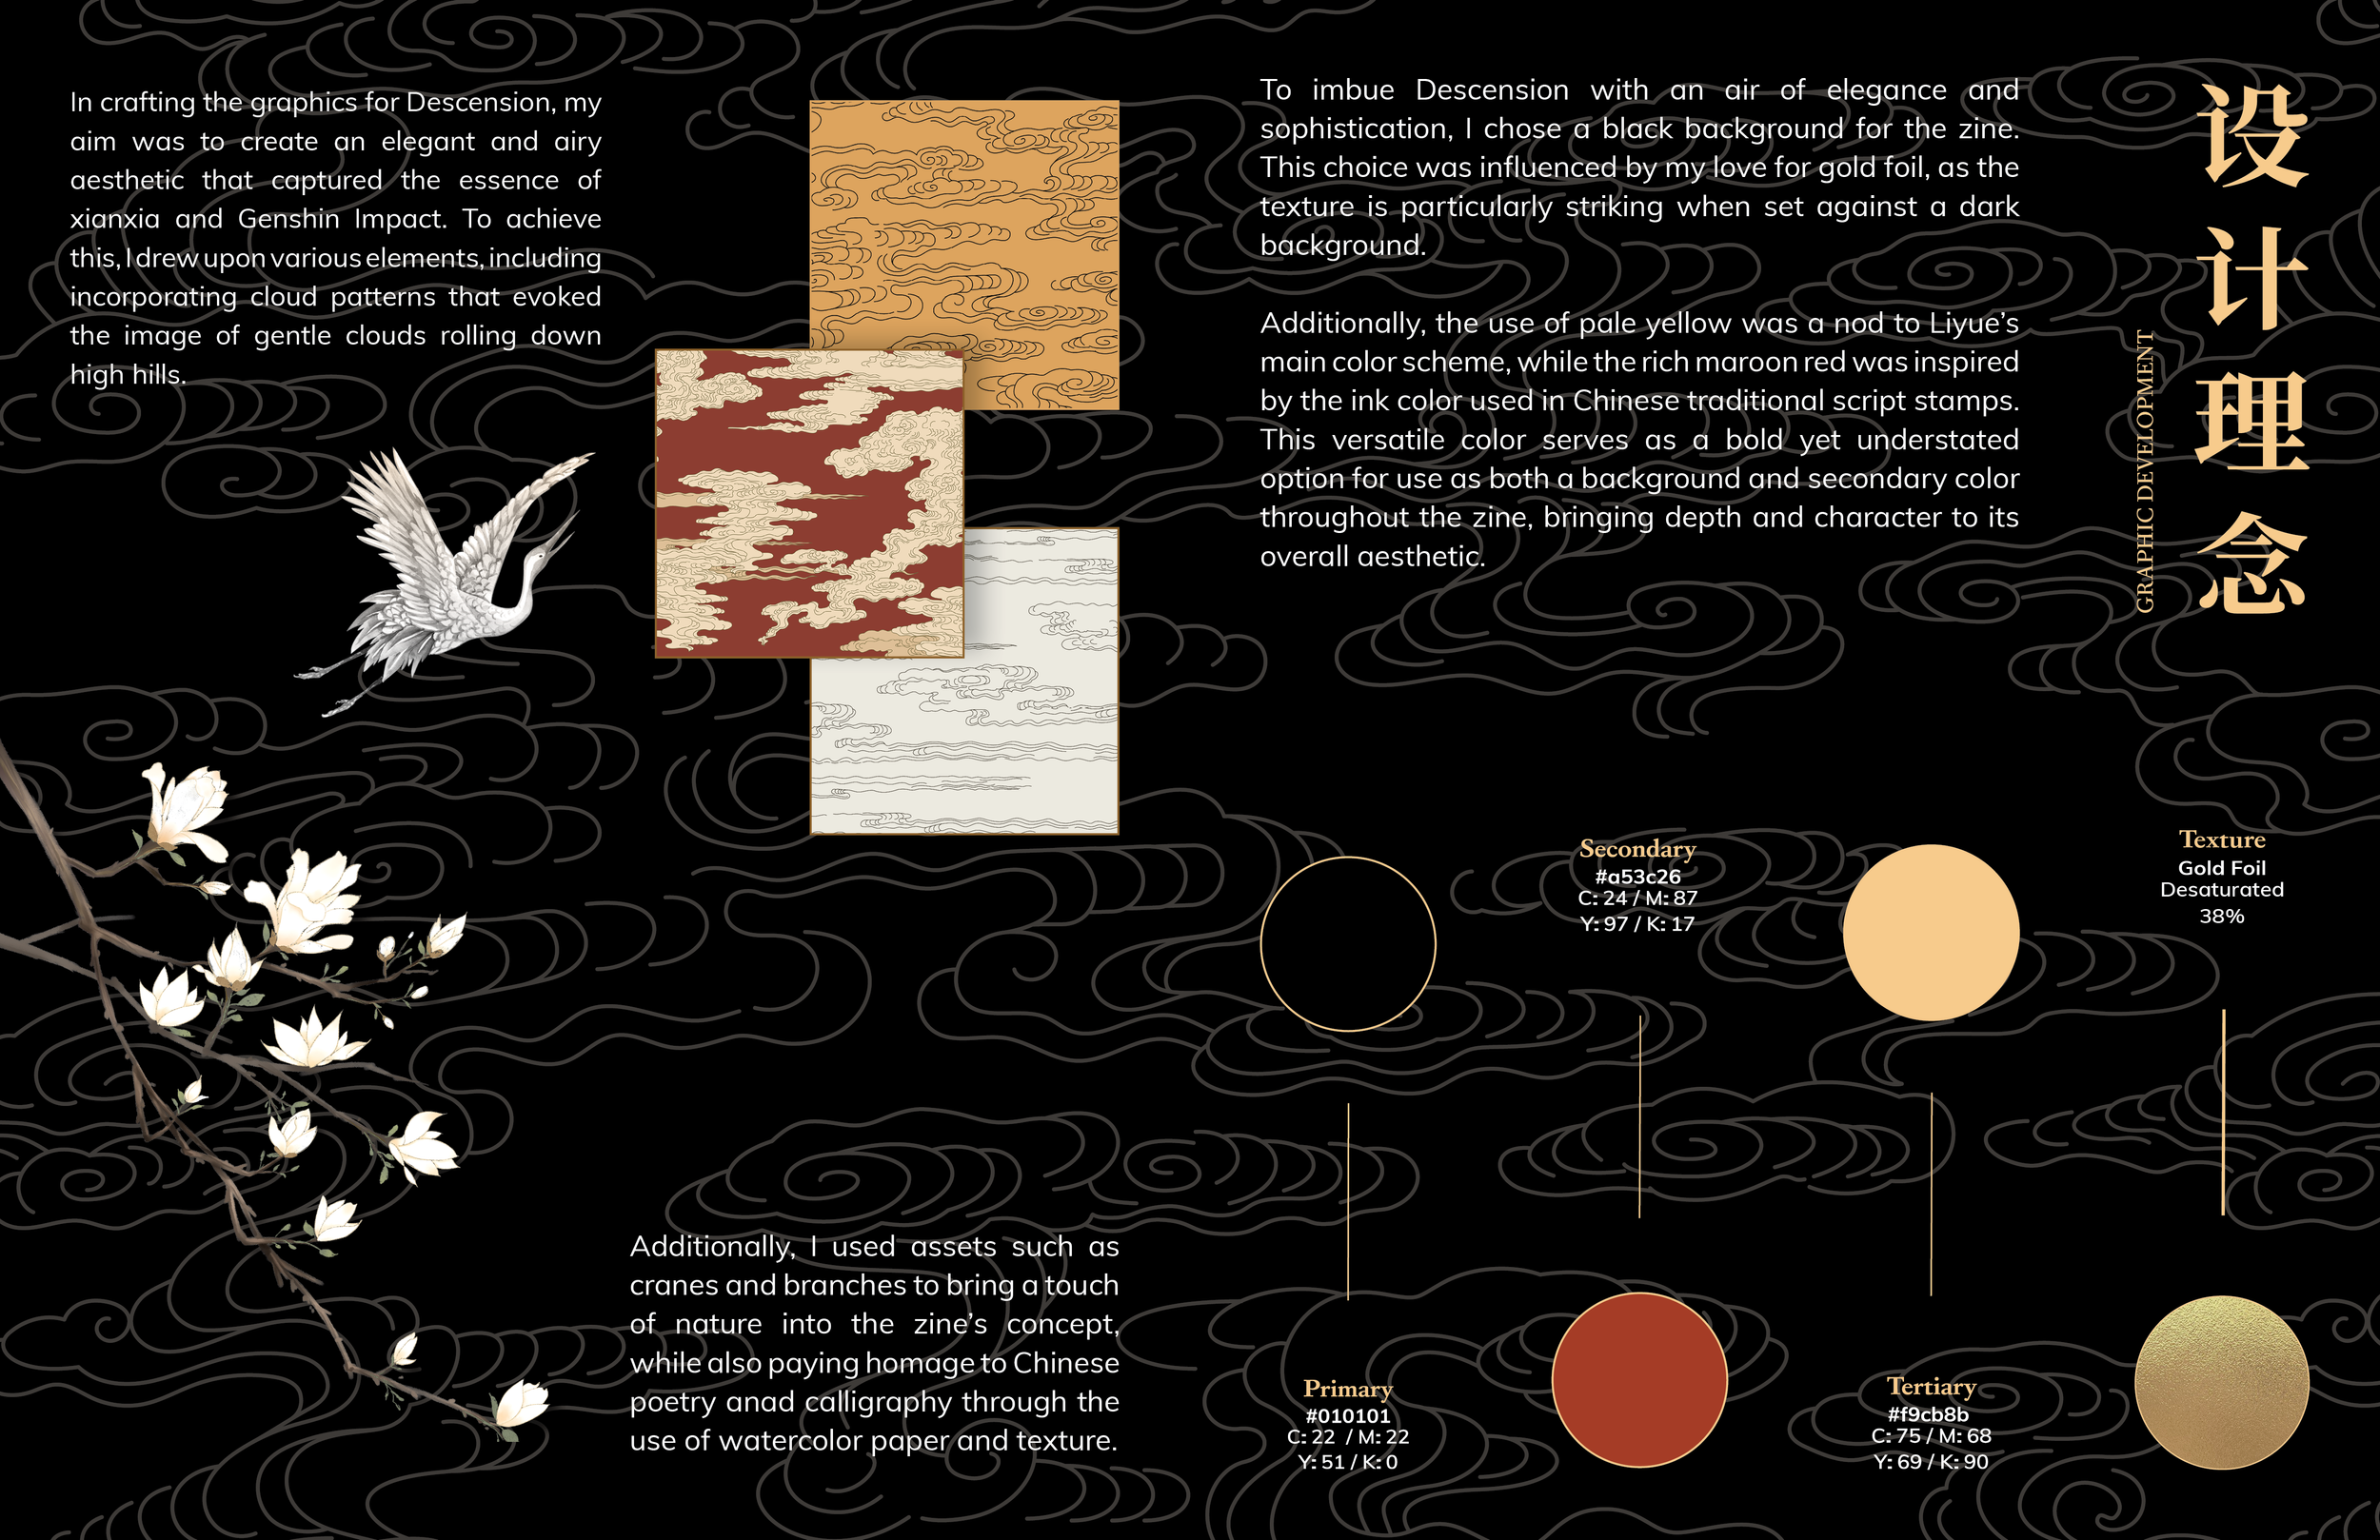 In crafting the graphics for Descension, my
aim was to create an elegant and airy
aesthetic that captured the essence of
xianxia and Genshin Impact. To achieve
this, I drew upon various elements, including
incorporating cloud patterns that evoked
the image of gentle clouds rolling down
high hills.
Additionally, I used assets such as
cranes and branches to bring a touch
of nature into the zine’s concept,
while also paying homage to Chinese
poetry anad calligraphy through the
use of watercolor paper and texture.
To imbue Descension with an air of elegance and
sophistication, I chose a black background for the zine.
This choice was influenced by my love for gold foil, as the
texture is particularly striking when set against a dark
background.
Additionally, the use of pale yellow was a nod to Liyue’s
main color scheme, while the rich maroon red was inspired
by the ink color used in Chinese traditional script stamps.
This versatile color serves as a bold yet understated
option for use as both a background and secondary color
throughout the zine, bringing depth and character to its
overall aesthetic.
设计理念
GRAPHIC DEVELOPMENT
Primary
#010101
C: 22 / M: 22
Y: 51 / K: 0
Secondary
#a53c26
C: 24 / M: 87
Y: 97 / K: 17
Tertiary
#f9cb8b
C: 75 / M: 68
Y: 69 / K: 90
Texture
Gold Foil
Desaturated
38%